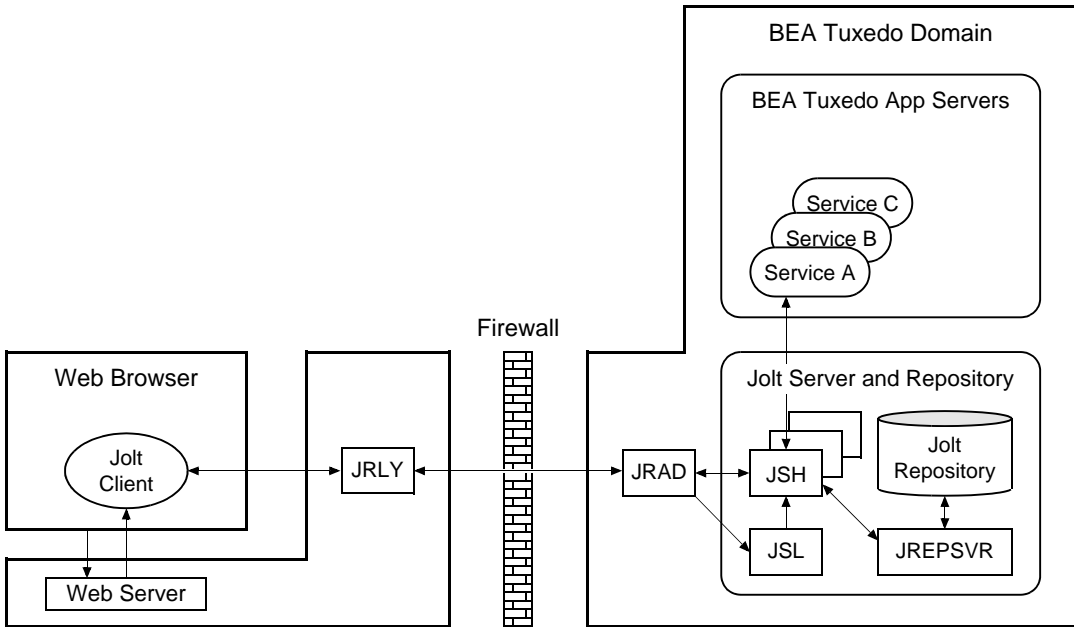 BEA Tuxedo Domain
BEA Tuxedo App Servers
Service C
Service B
Service A
Firewall
Web Browser
Jolt Server and Repository
Jolt
Client
JRLY
JRAD
JSH
Jolt
Repository
JSL
JREPSVR
Web Server